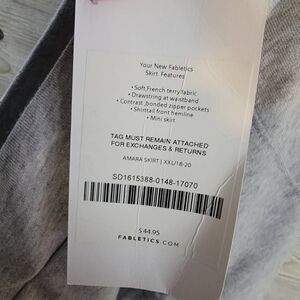 Your New Fabletics
Skirt Features
• Soft French terry fabric
• Drawstring at waistband
• Contrast bonded zipper pockets
• Shirttail front hemline
• Mini skirt
TAG MUST REMAIN ATTACHED
FOR EXCHANGES & RETURNS
AMARA SKIRT | XXL/18-20
SD1615388-0148-17070
$44.95
FABLETICS.COM